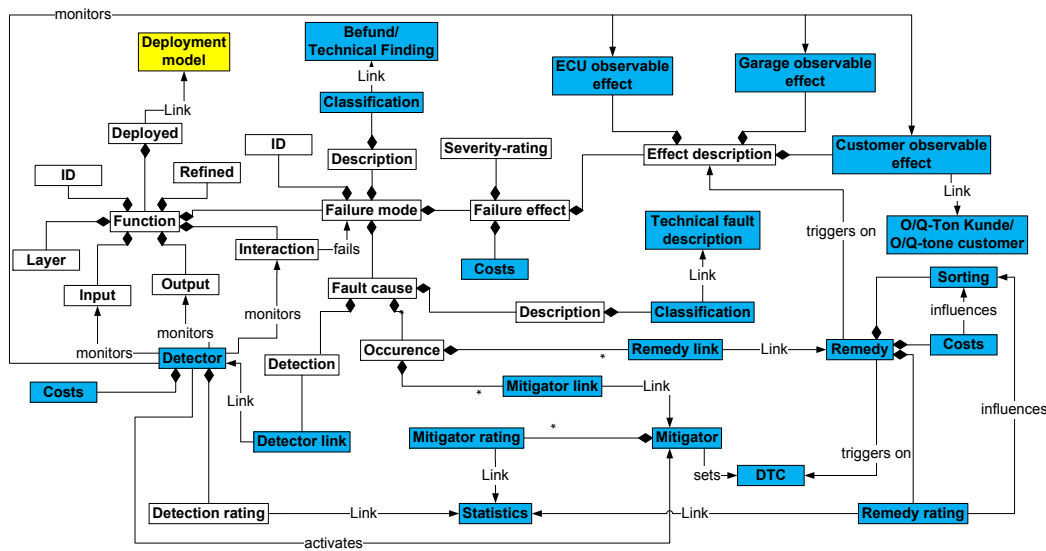 monitors
Deployment
model
Befund/
Technical Finding
ECU observable
effect
Garage observable
effect
Link
Link
Classification
Deployed
ID
Description
Severity-rating
Effect description
Customer observable
effect
ID
Refined
Link
Function
Failure mode
Failure effect
Technical fault
description
triggers on
O/Q-Ton Kunde/
O/Q-tone customer
Layer
Interaction
fails
Costs
Link
Sorting
Input
Output
Fault cause
Description
Classification
influences
monitors
*
monitors
monitors
Detector
Detection
Occurence
*
Remedy link
Link
Remedy
Costs
Costs
Link
*
Mitigator link
Link
influences
Detector link
Mitigator rating
*
Mitigator
triggers on
Link
sets
DTC
Detection rating
Link
Statistics
Link
Remedy rating
activates